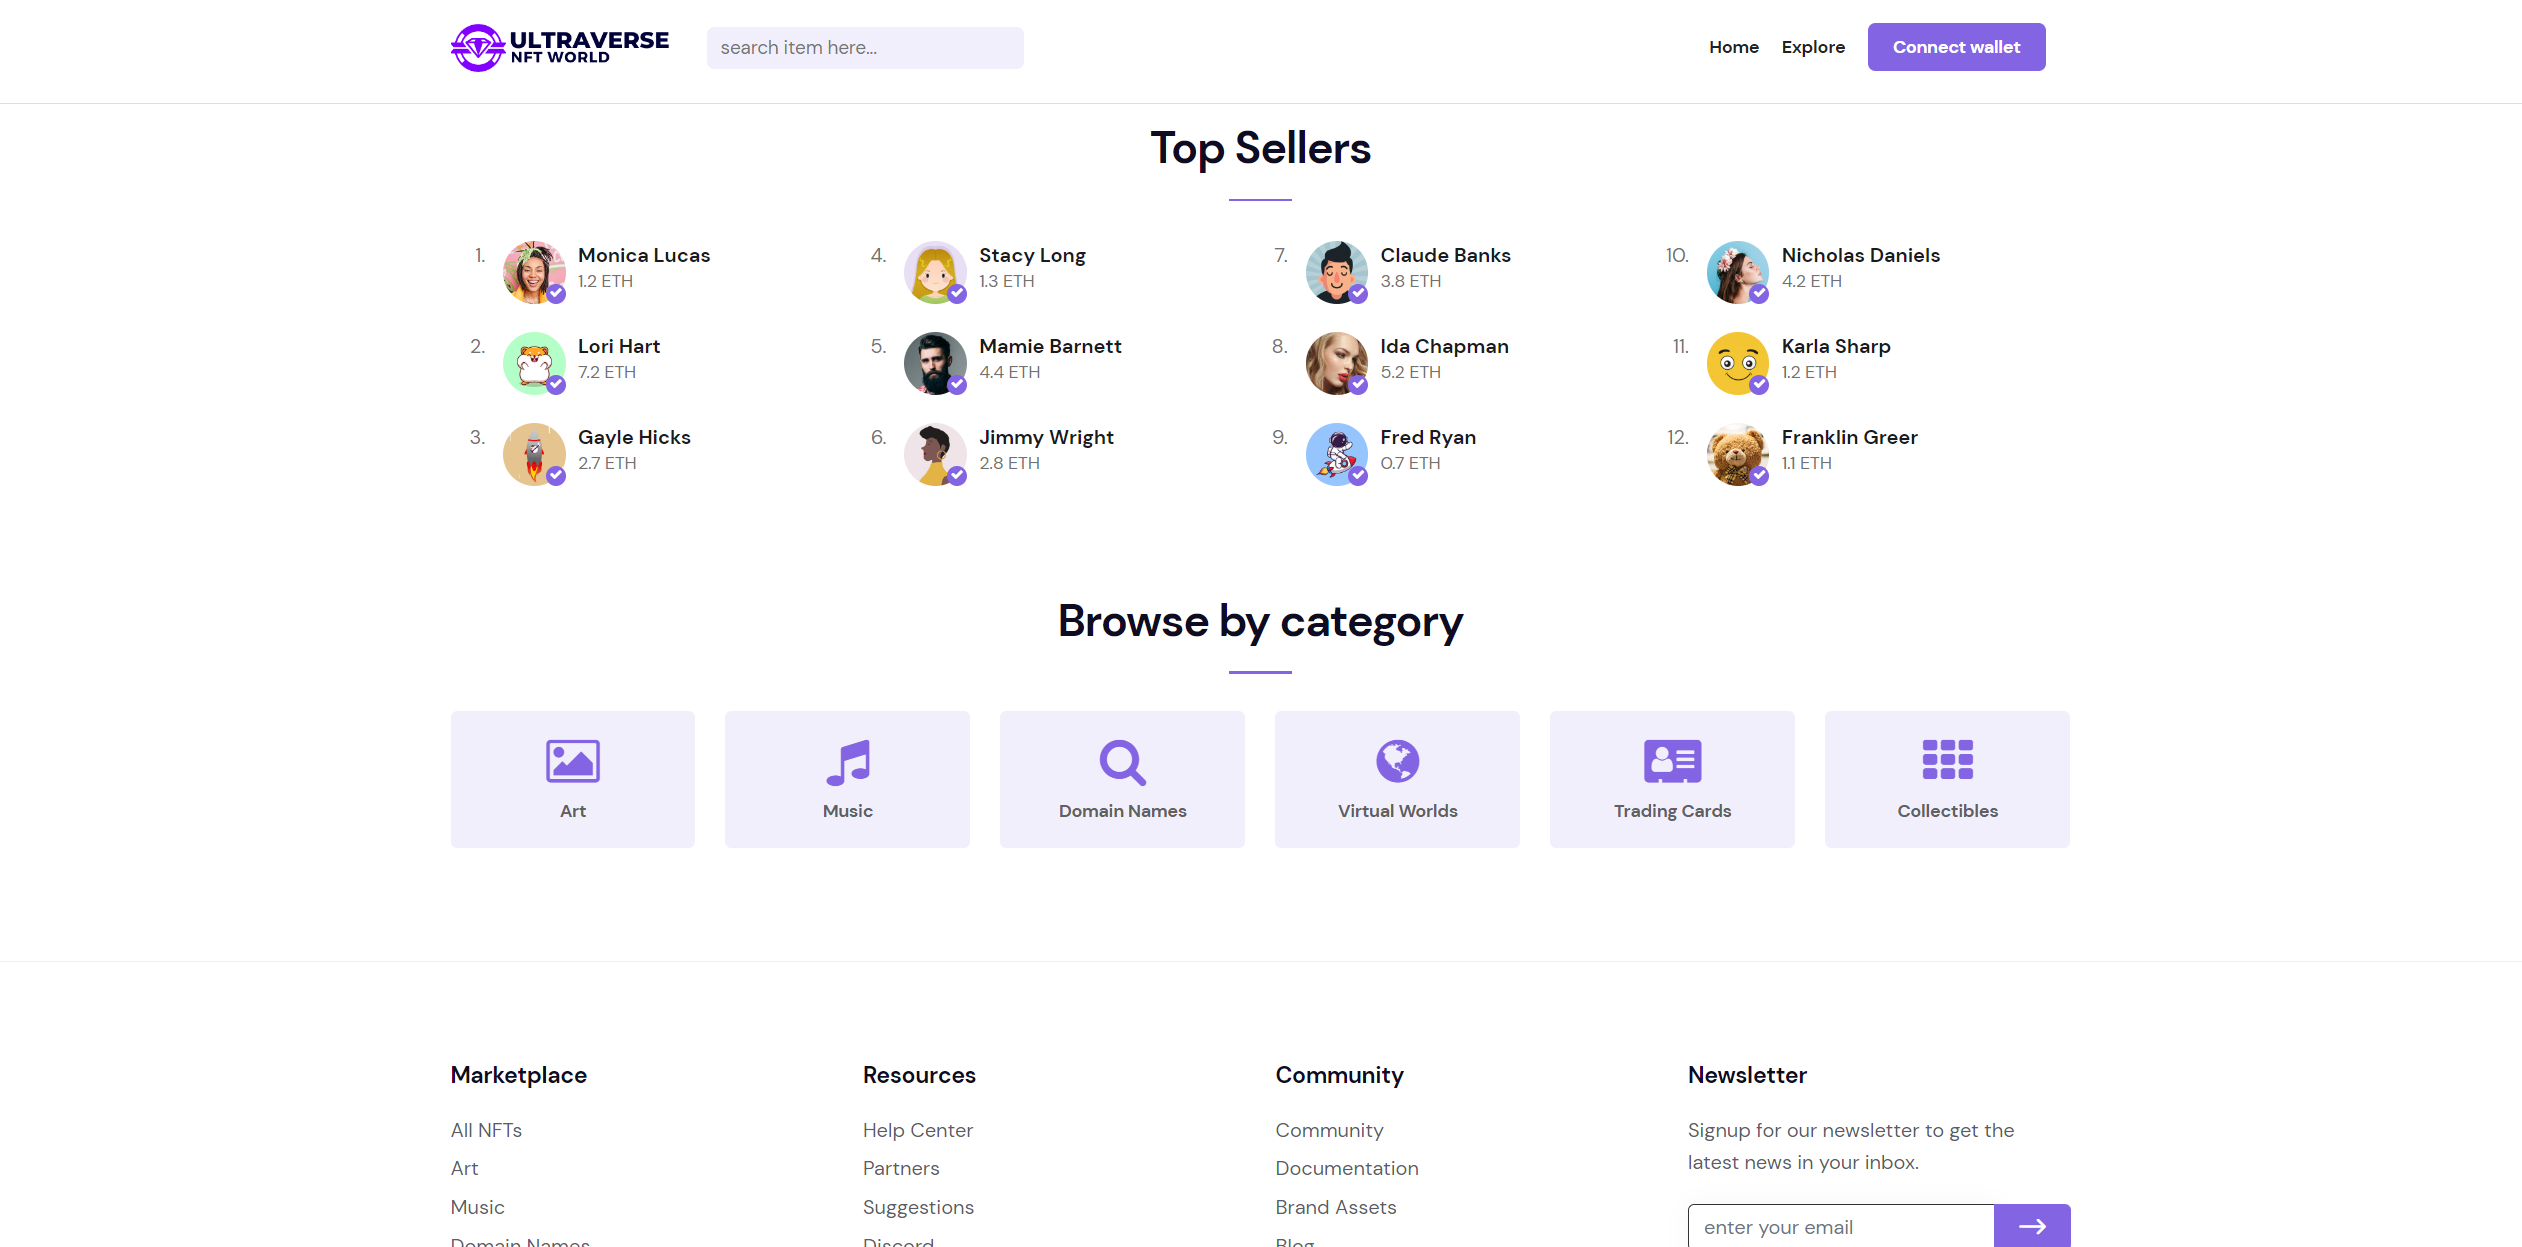 ULTRAVERSE
NFT WORLD
search item here...
Home
Explore
Connect wallet
Top Sellers
1.
Monica Lucas
1.2 ETH
2.
Lori Hart
7.2 ETH
3.
Gayle Hicks
2.7 ETH
4.
Stacy Long
1.3 ETH
5.
Mamie Barnett
4.4 ETH
6.
Jimmy Wright
2.8 ETH
7.
Claude Banks
3.8 ETH
8.
Ida Chapman
5.2 ETH
9.
Fred Ryan
0.7 ETH
10.
Nicholas Daniels
4.2 ETH
11.
Karla Sharp
1.2 ETH
12.
Franklin Greer
1.1 ETH
Browse by category
Art
Music
Domain Names
Virtual Worlds
Trading Cards
Collectibles
Marketplace
All NFTs
Art
Music
Domain Names
Resources
Help Center
Partners
Suggestions
Discord
Community
Community
Documentation
Brand Assets
Blog
Newsletter
Signup for our newsletter to get the
latest news in your inbox.
enter your email